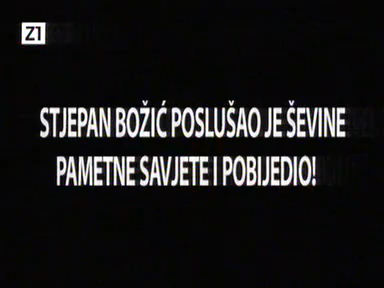 Z1
STJEPAN BOŽIĆ POSLUŠAO JE ŠEVINE
PAMETNE SAVJETE I POBIJEDIO!